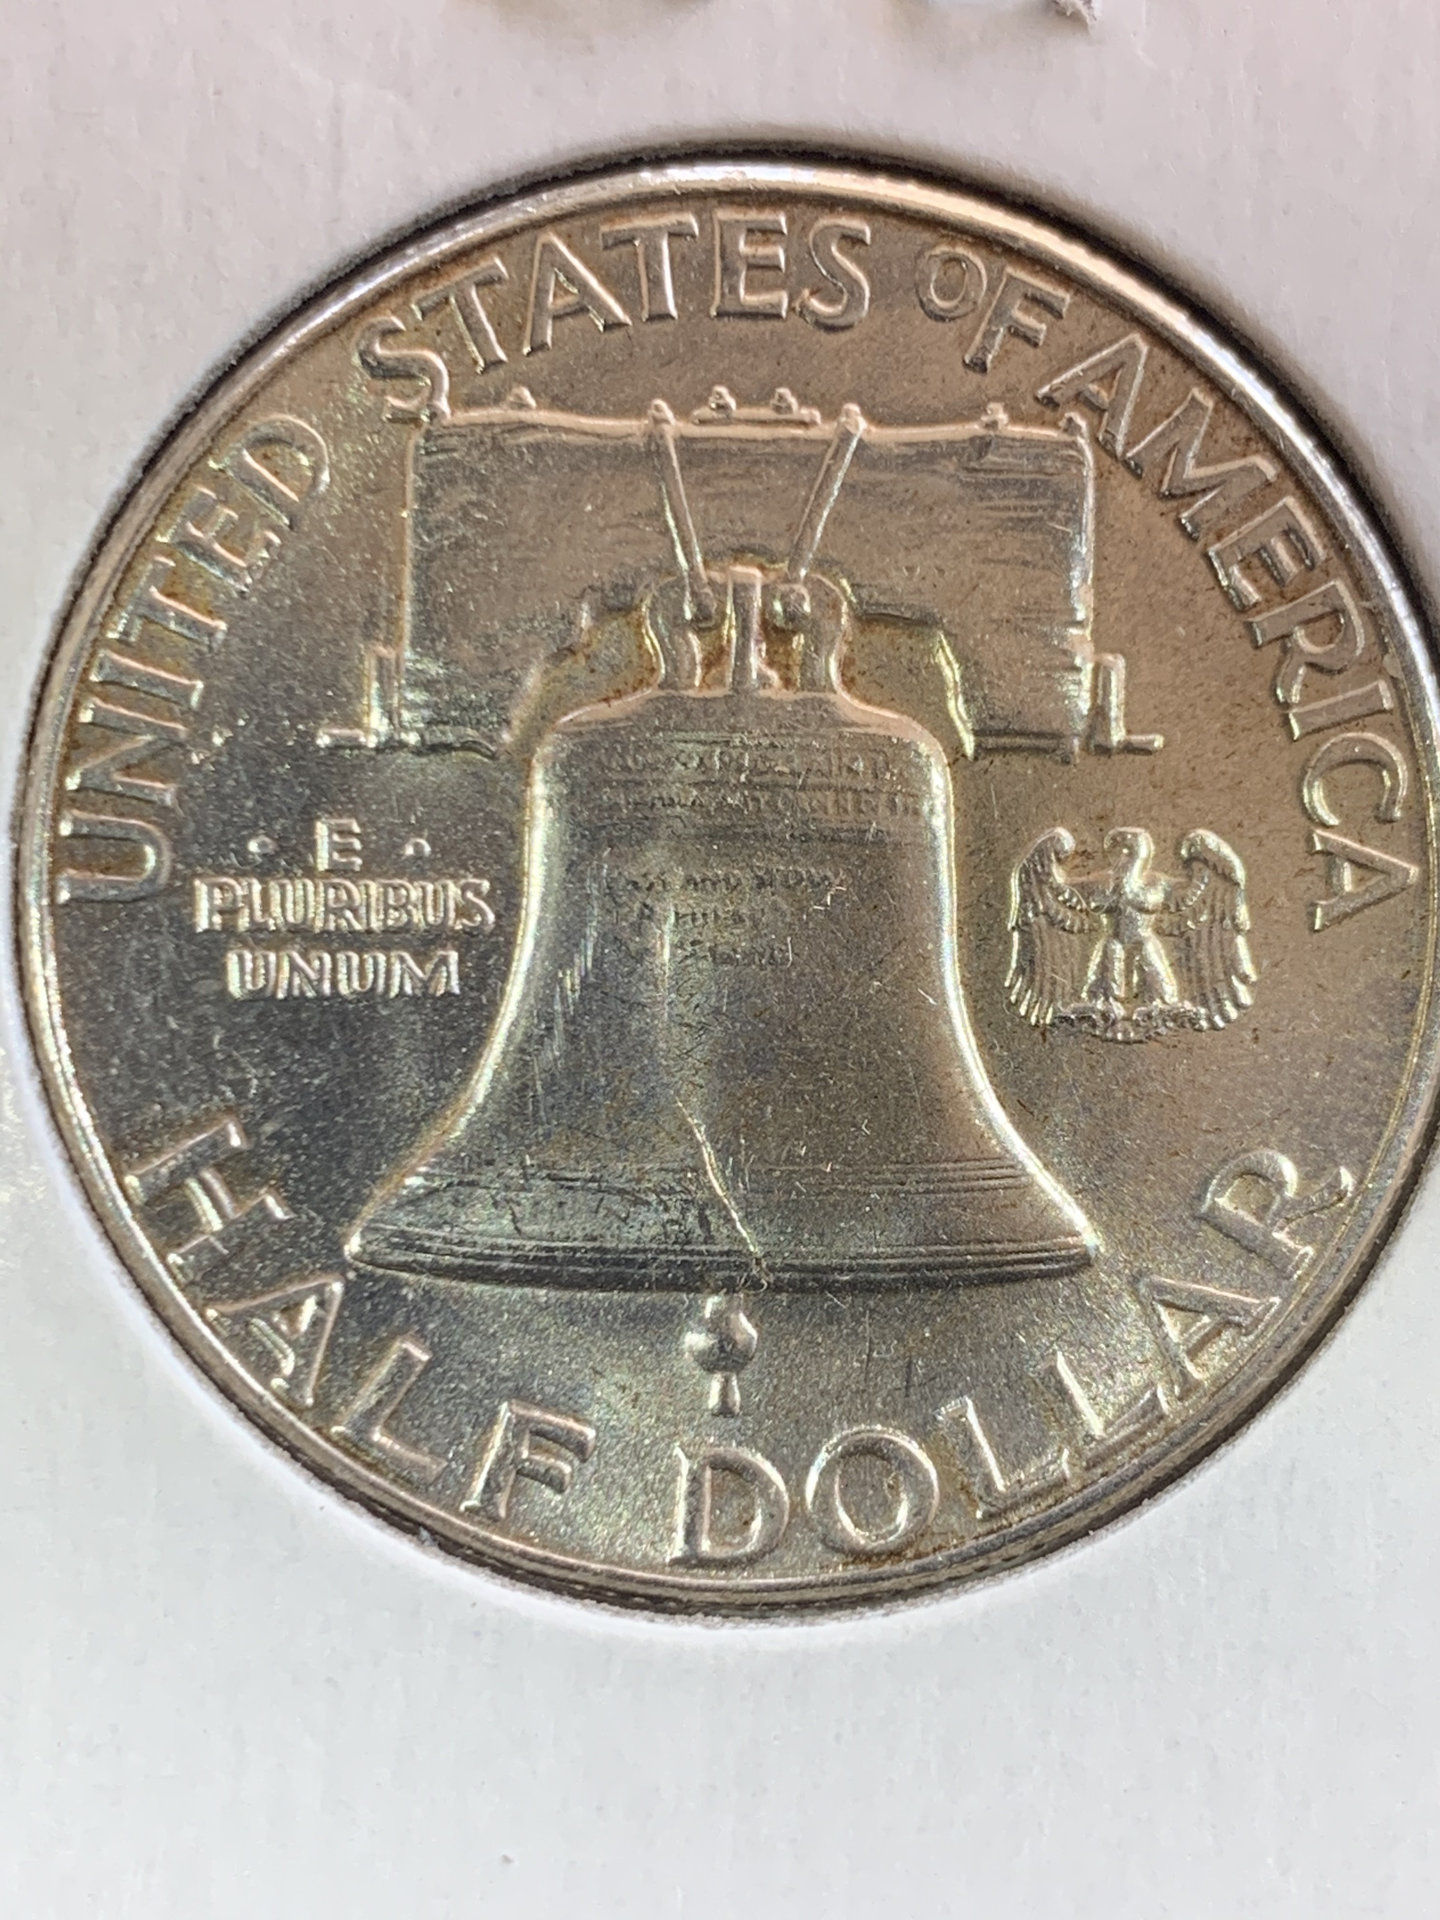 UNITED STATES OF AMERICA
· E ·
PLURIBUS
UNUM
HALF DOLLAR